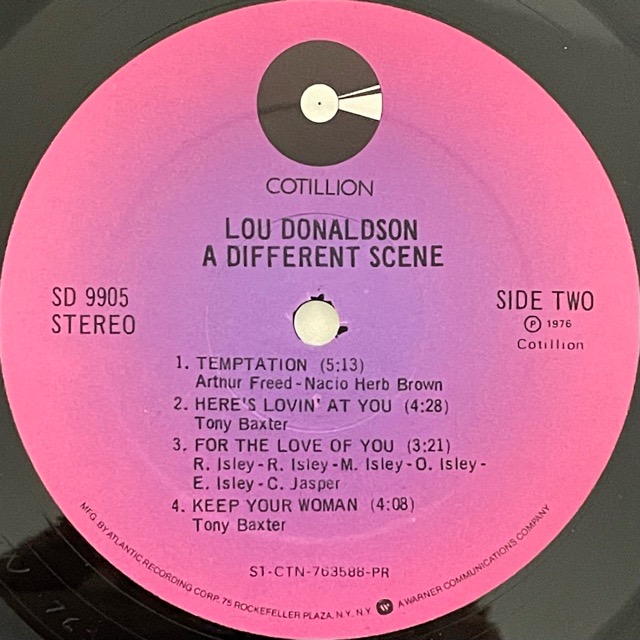 COTILLION
LOU DONALDSON
A DIFFERENT SCENE
SD 9905
STEREO
SIDE TWO
Ⓟ 1976
Cotillion
1. TEMPTATION (5:13)
Arthur Freed-Nacio Herb Brown
2. HERE'S LOVIN' AT YOU (4:28)
Tony Baxter
3. FOR THE LOVE OF YOU (3:21)
R. Isley-R. Isley-M. Isley-O. Isley-
E. Isley-C. Jasper
4. KEEP YOUR WOMAN (4:08)
Tony Baxter
ST-CTN-763588-PR
MFG. BY ATLANTIC RECORDING CORP. 75 ROCKEFELLER PLAZA, N.Y., N.Y. A WARNER COMMUNICATIONS COMPANY